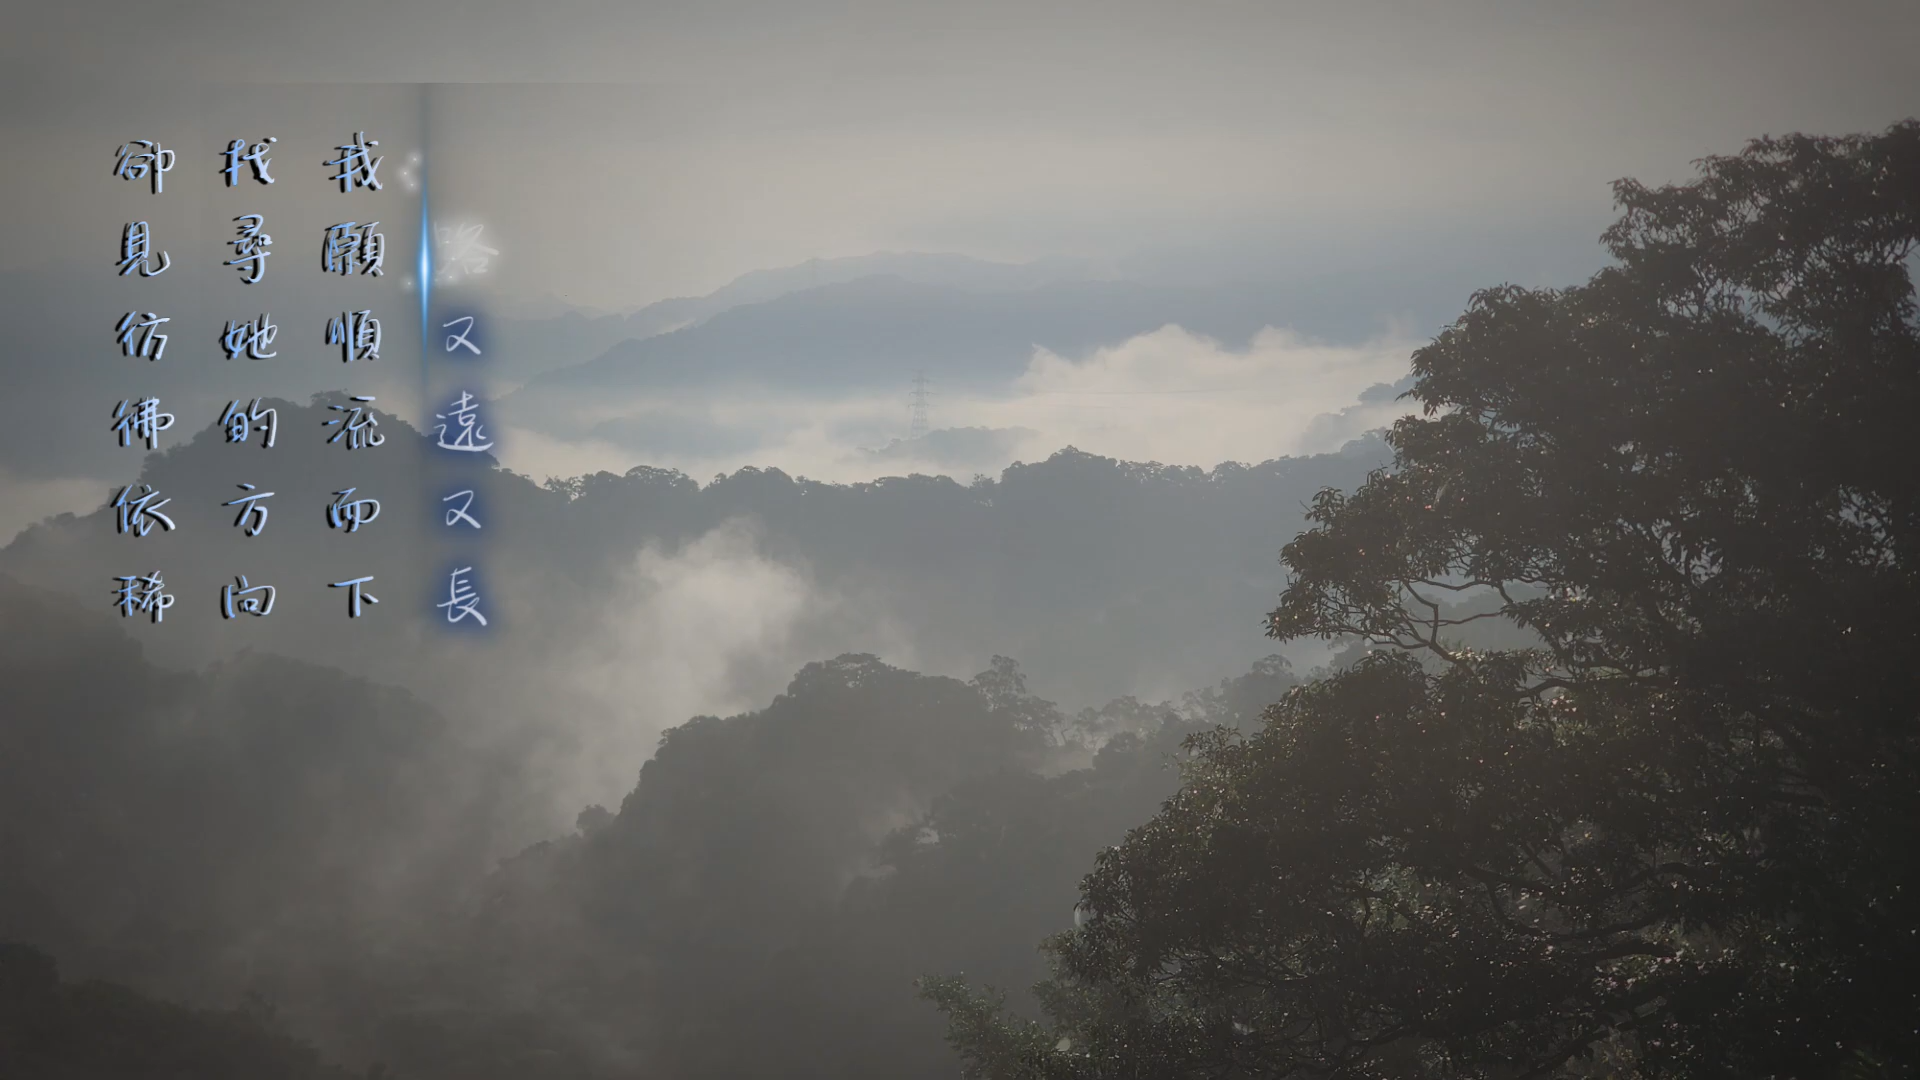 路又遠又長
我願順流而下
找尋她的方向
卻見彷彿依稀